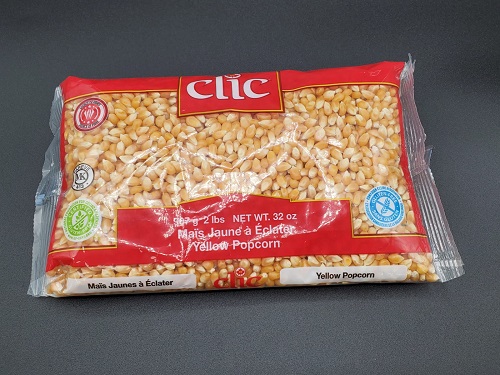 clic
MK
907 g 2 lbs NET WT. 32 oz
Maïs Jaune à Éclater
Yellow Popcorn
clic
Maïs Jaunes à Éclater
Yellow Popcorn